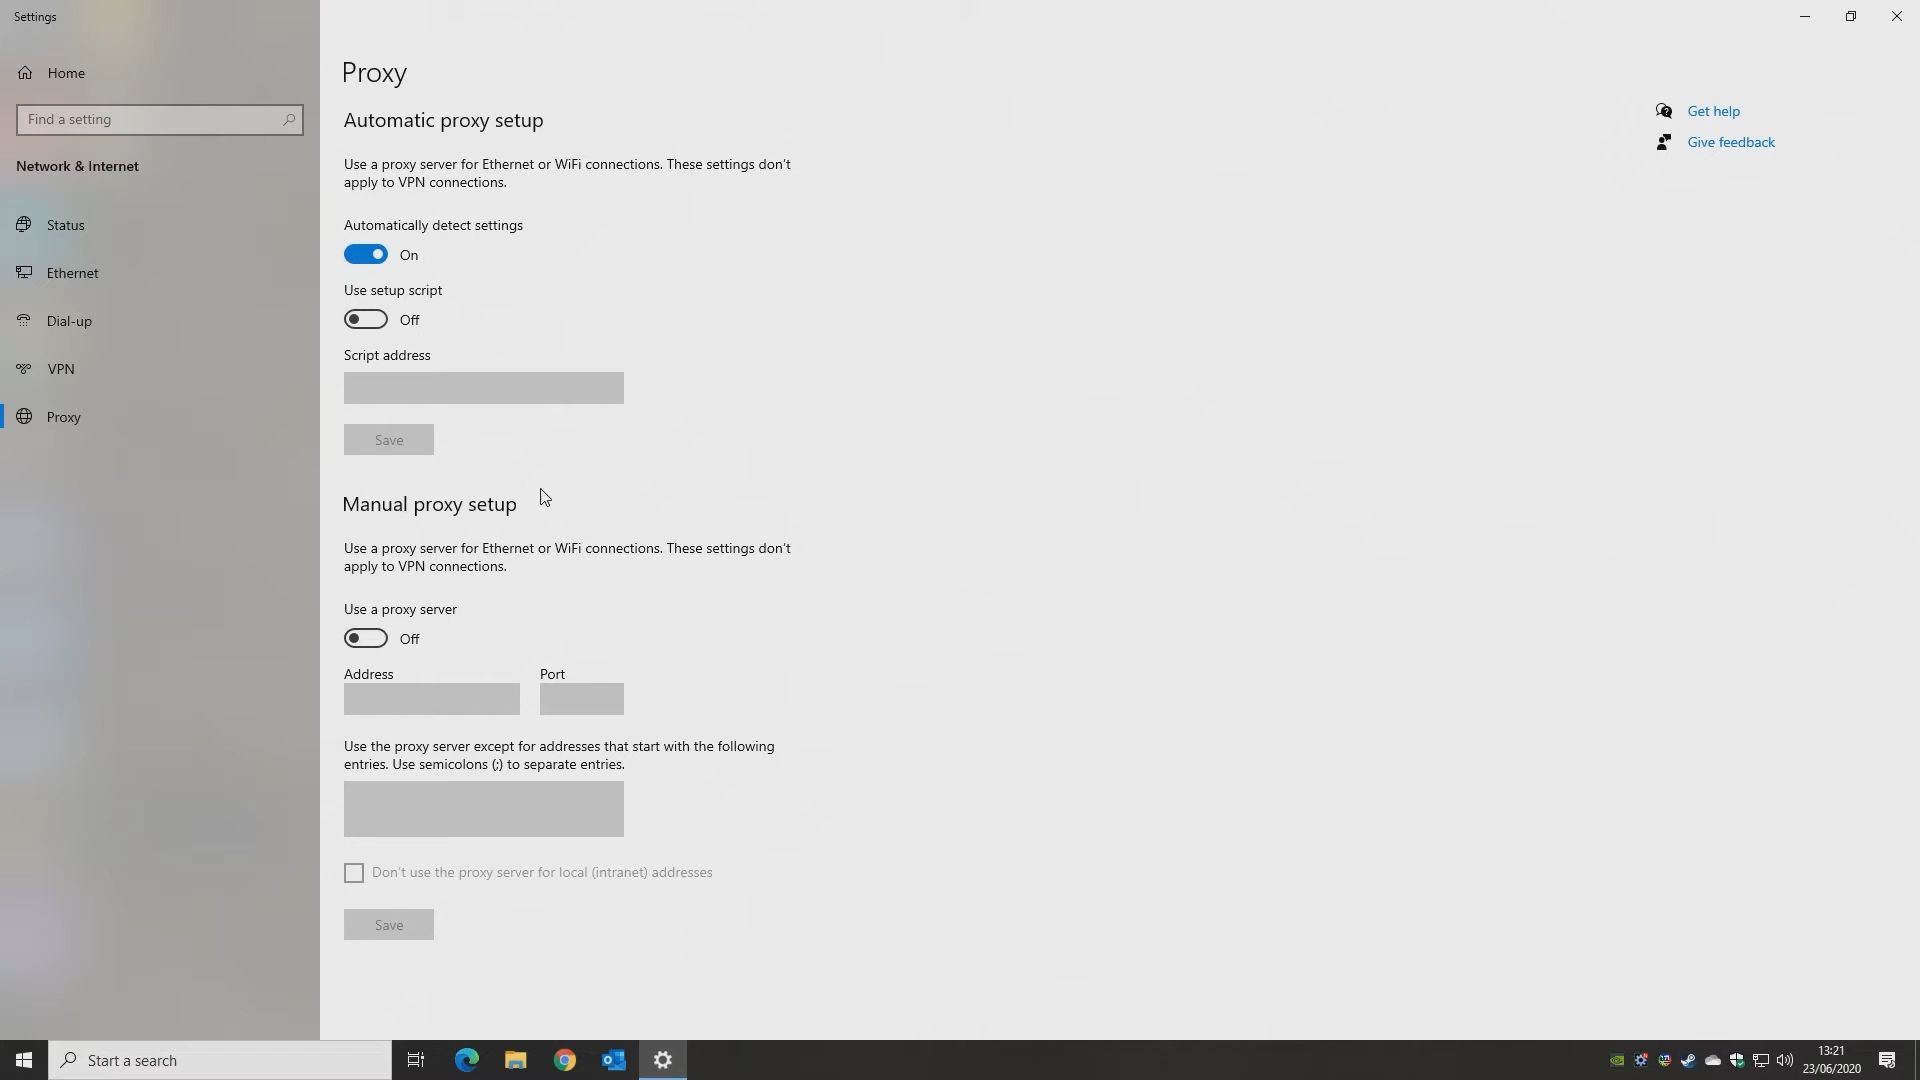 Settings
Home
Find a setting
Network & Internet
Status
Ethernet
Dial-up
VPN
Proxy
Proxy
Automatic proxy setup
Use a proxy server for Ethernet or WiFi connections. These settings don't
apply to VPN connections.
Automatically detect settings
On
Use setup script
Off
Script address
Save
Manual proxy setup
Use a proxy server for Ethernet or WiFi connections. These settings don't
apply to VPN connections.
Use a proxy server
Off
Address Port
Use the proxy server except for addresses that start with the following
entries. Use semicolons (;) to separate entries.
Don't use the proxy server for local (intranet) addresses
Save
Get help
Give feedback
Start a search
13:21
23/06/2020